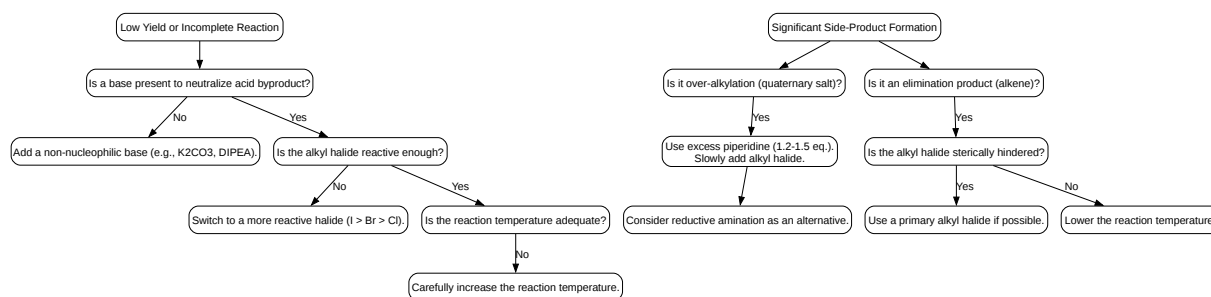 Low Yield or Incomplete Reaction
Is a base present to neutralize acid byproduct?
No
Yes
Add a non-nucleophilic base (e.g., K2CO3, DIPEA).
Is the alkyl halide reactive enough?
No
Yes
Switch to a more reactive halide (I > Br > Cl).
Is the reaction temperature adequate?
No
Carefully increase the reaction temperature.
Significant Side-Product Formation
Is it over-alkylation (quaternary salt)?
Is it an elimination product (alkene)?
Yes
Yes
Use excess piperidine (1.2-1.5 eq.).
Slowly add alkyl halide.
Is the alkyl halide sterically hindered?
Yes
No
Consider reductive amination as an alternative.
Use a primary alkyl halide if possible.
Lower the reaction temperature.